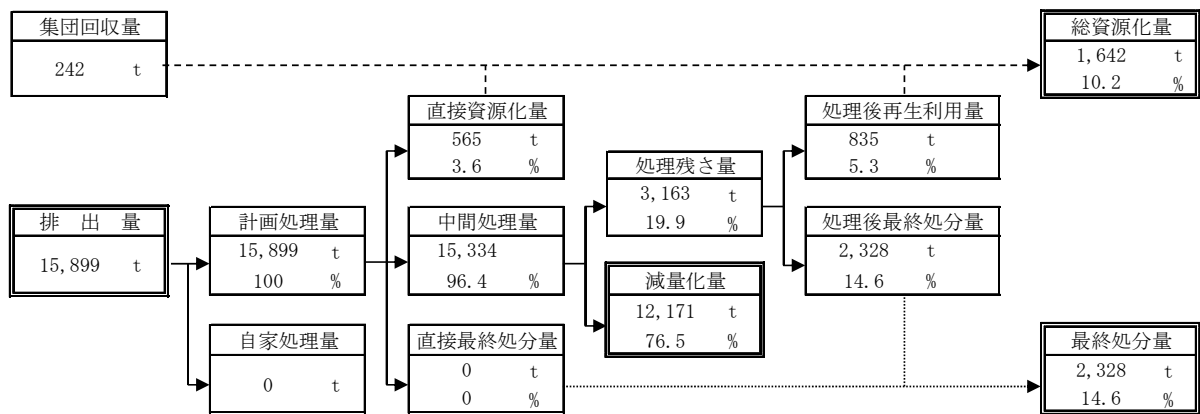 集団回収量
242 t
総資源化量
1,642 t
10.2 %
直接資源化量
565 t
3.6 %
処理後再生利用量
835 t
5.3 %
処理残さ量
3,163 t
19.9 %
排 出 量
15,899 t
計画処理量
15,899 t
100 %
中間処理量
15,334
96.4 %
処理後最終処分量
2,328 t
14.6 %
減量化量
12,171 t
76.5 %
自家処理量
0 t
直接最終処分量
0 t
0 %
最終処分量
2,328 t
14.6 %